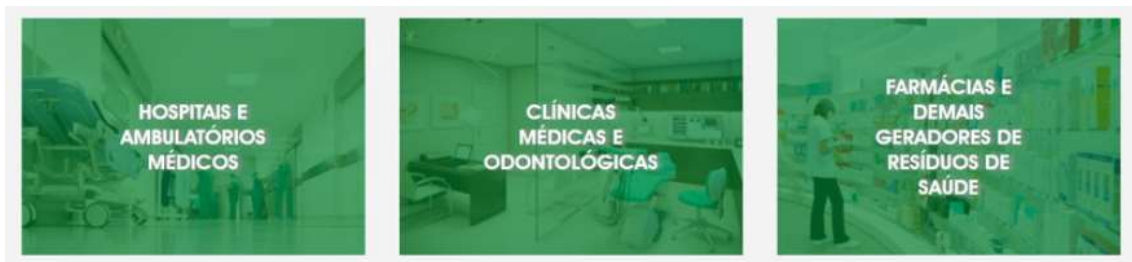 HOSPITAIS E
AMBULATÓRIOS
MÉDICOS
CLÍNICAS
MÉDICAS E
ODONTOLÓGICAS
FARMÁCIAS E
DEMAIS
GERADORES DE
RESÍDUOS DE
SAÚDE